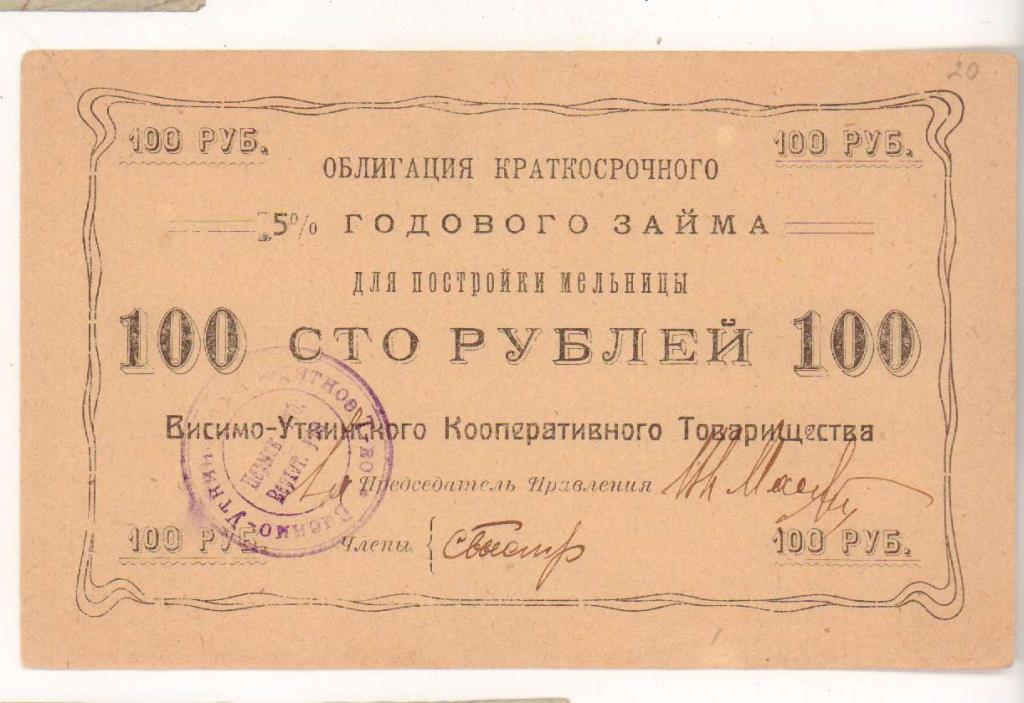 20
100 РУБ. 100 РУБ.
ОБЛИГАЦИЯ КРАТКОСРОЧНОГО
5% ГОДОВОГО ЗАЙМА
ДЛЯ ПОСТРОЙКИ МЕЛЬНИЦЫ
100 СТО РУБЛЕЙ 100
Висимо-Уткинского Кооперативного Товарищества
Председатель Правления
100 РУБ. Члены 100 РУБ.